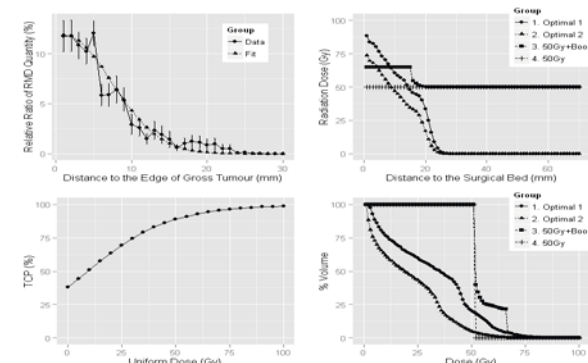 Relative Ratio of RMD Quantity (%)
10
5
0
Group
Data
Fit
0
10
20
30
Distance to the Edge of Gross Tumour (mm)
Radiation Dose (Gy)
100
75
50
25
0
Group
1. Optimal 1
2. Optimal 2
3. 50Gy+Boo
4. 50Gy
0
20
40
60
Distance to the Surgical Bed (mm)
TCP (%)
100
75
50
25
0
0
25
50
75
100
Uniform Dose (Gy)
% Volume
100
75
50
25
0
Group
1. Optimal 1
2. Optimal 2
3. 50Gy+Boo
4. 50Gy
0
25
50
75
100
Dose (Gy)